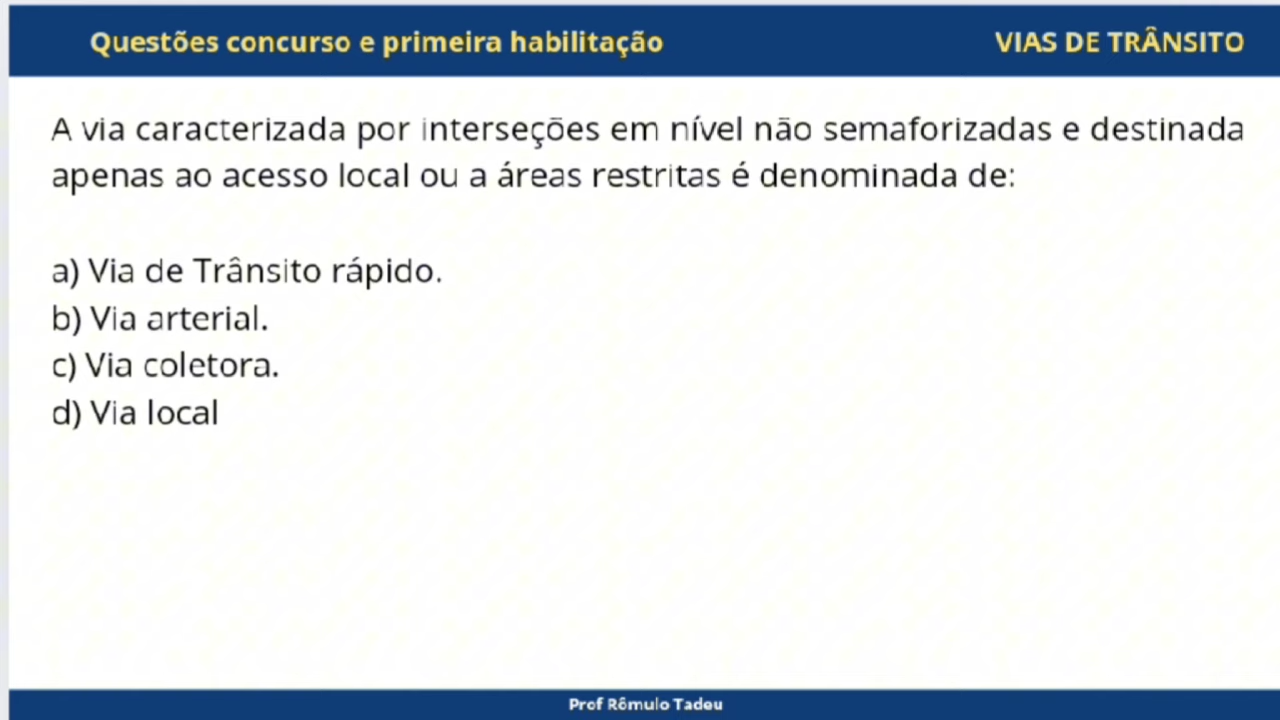 Questões concurso e primeira habilitação
VIAS DE TRÂNSITO
A via caracterizada por interseções em nível não semaforizadas e destinada
apenas ao acesso local ou a áreas restritas é denominada de:
a) Via de Trânsito rápido.
b) Via arterial.
c) Via coletora.
d) Via local
Prof Rômulo Tadeu